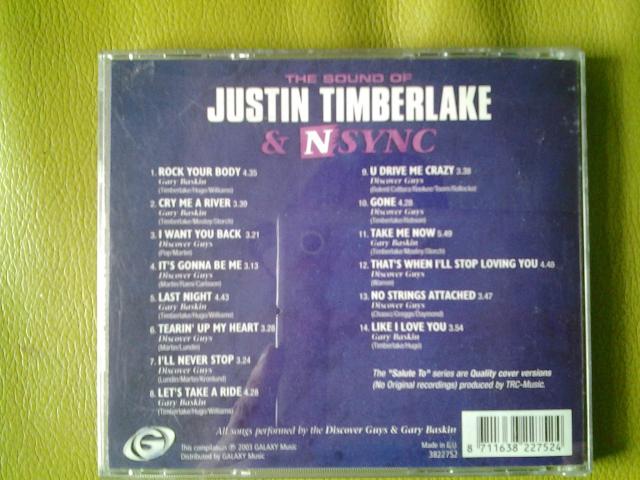 THE SOUND OF
JUSTIN TIMBERLAKE
& NSYNC
1. ROCK YOUR BODY 4.35
Gary Baskin
(Timberlake/Hugo/Williams)
2. CRY ME A RIVER 3.30
Gary Baskin
(Timberlake/Mosley/Storch)
3. I WANT YOU BACK 3.21
Discover Guys
(Pop/Martin)
4. IT'S GONNA BE ME 3.13
Discover Guys
(Martin/Rami/Carlsson)
5. LAST NIGHT 4.43
Gary Baskin
(Timberlake/Hugo/Williams)
6. TEARIN' UP MY HEART 3.28
Discover Guys
(Martin/Lundin)
7. I'LL NEVER STOP 3.24
Discover Guys
(Lundin/Martin/Kronlund)
8. LET'S TAKE A RIDE 4.28
Gary Baskin
(Timberlake/Hugo/Williams)
9. U DRIVE ME CRAZY 3.38
Discover Guys
10. GONE 4.28
Discover Guys
(Timberlake/Robson)
11. TAKE ME NOW 5.49
Gary Baskin
(Timberlake/Mosley/Storch)
12. THAT'S WHEN I'LL STOP LOVING YOU 4.48
Discover Guys
(Warren)
13. NO STRINGS ATTACHED 3.47
Discover Guys
14. LIKE I LOVE YOU 3.54
Gary Baskin
(Timberlake/Hugo)
The "Salute To" series are Quality cover versions
(No Original recordings) produced by TRC-Music.
All songs performed by the Discover Guys & Gary Baskin
G
This compilation ℗ 2003 GALAXY Music
Distributed by GALAXY Music
Made in E.U.
3822752
8 711638 227524